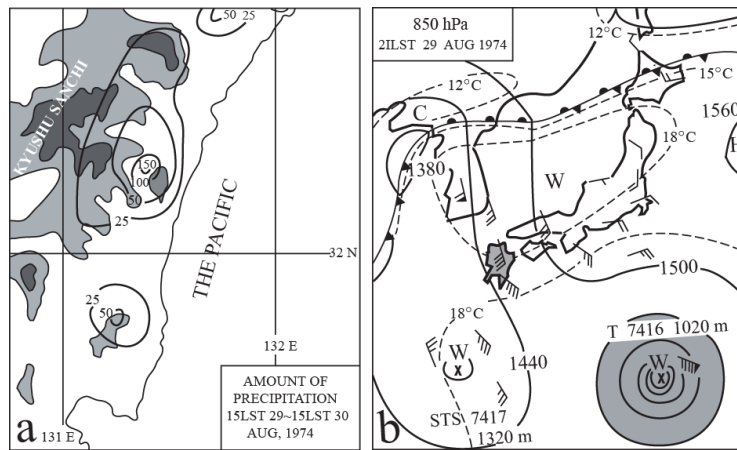 50 25
KYUSHU SANCHI
150
100
50
25
THE PACIFIC
32 N
25
50
132 E
AMOUNT OF
PRECIPITATION
15LST 29~15LST 30
AUG, 1974
a
131 E
850 hPa
2ILST 29 AUG 1974
12°C
15°C
12°C
C
1560
18°C
H
1380
W
1500
18°C
T 7416 1020 m
W
X
1440
W
X
STS 7417
1320 m
b